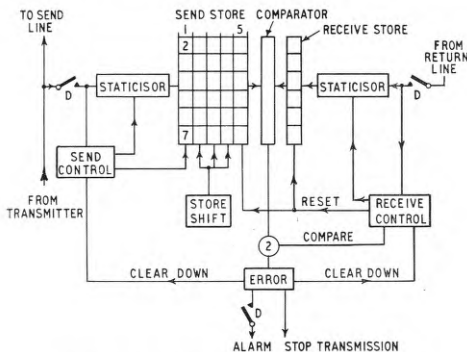 TO SEND
LINE
SEND STORE
COMPARATOR
RECEIVE STORE
1 5
2
7
FROM
RETURN
LINE
D
STATICISOR
STATICISOR
D
SEND
CONTROL
FROM
TRANSMITTER
STORE
SHIFT
RESET
RECEIVE
CONTROL
2
COMPARE
CLEAR DOWN
ERROR
CLEAR DOWN
D
ALARM
STOP TRANSMISSION